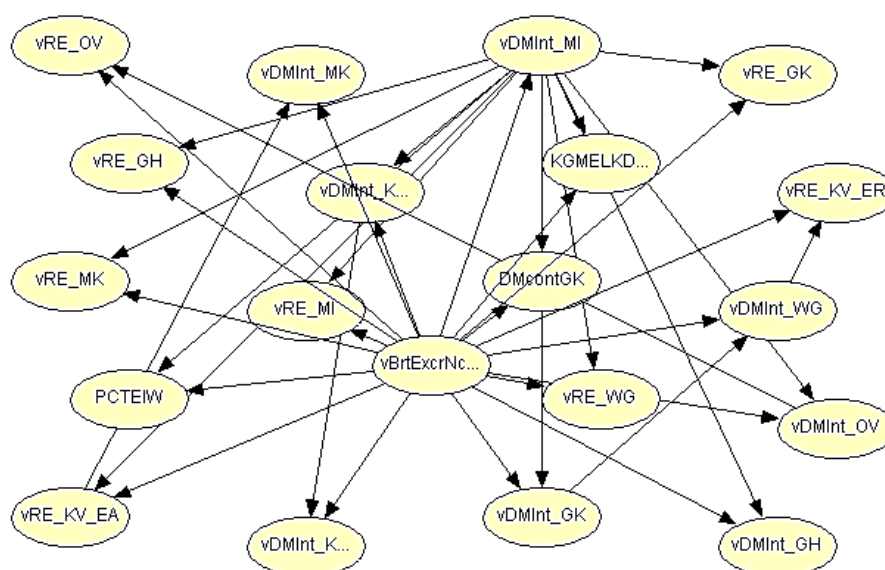 vRE_OV
vDMInt_MI
vDMInt_MK
vRE_GK
vRE_GH
KGMELKD...
vDMInt_K...
vRE_KV_ER
vRE_MK
DMcontGK
vRE_MI
vDMInt_WG
vBrtExcrNc...
PCTEIW
vRE_WG
vDMInt_OV
vRE_KV_EA
vDMInt_GK
vDMInt_K...
vDMInt_GH